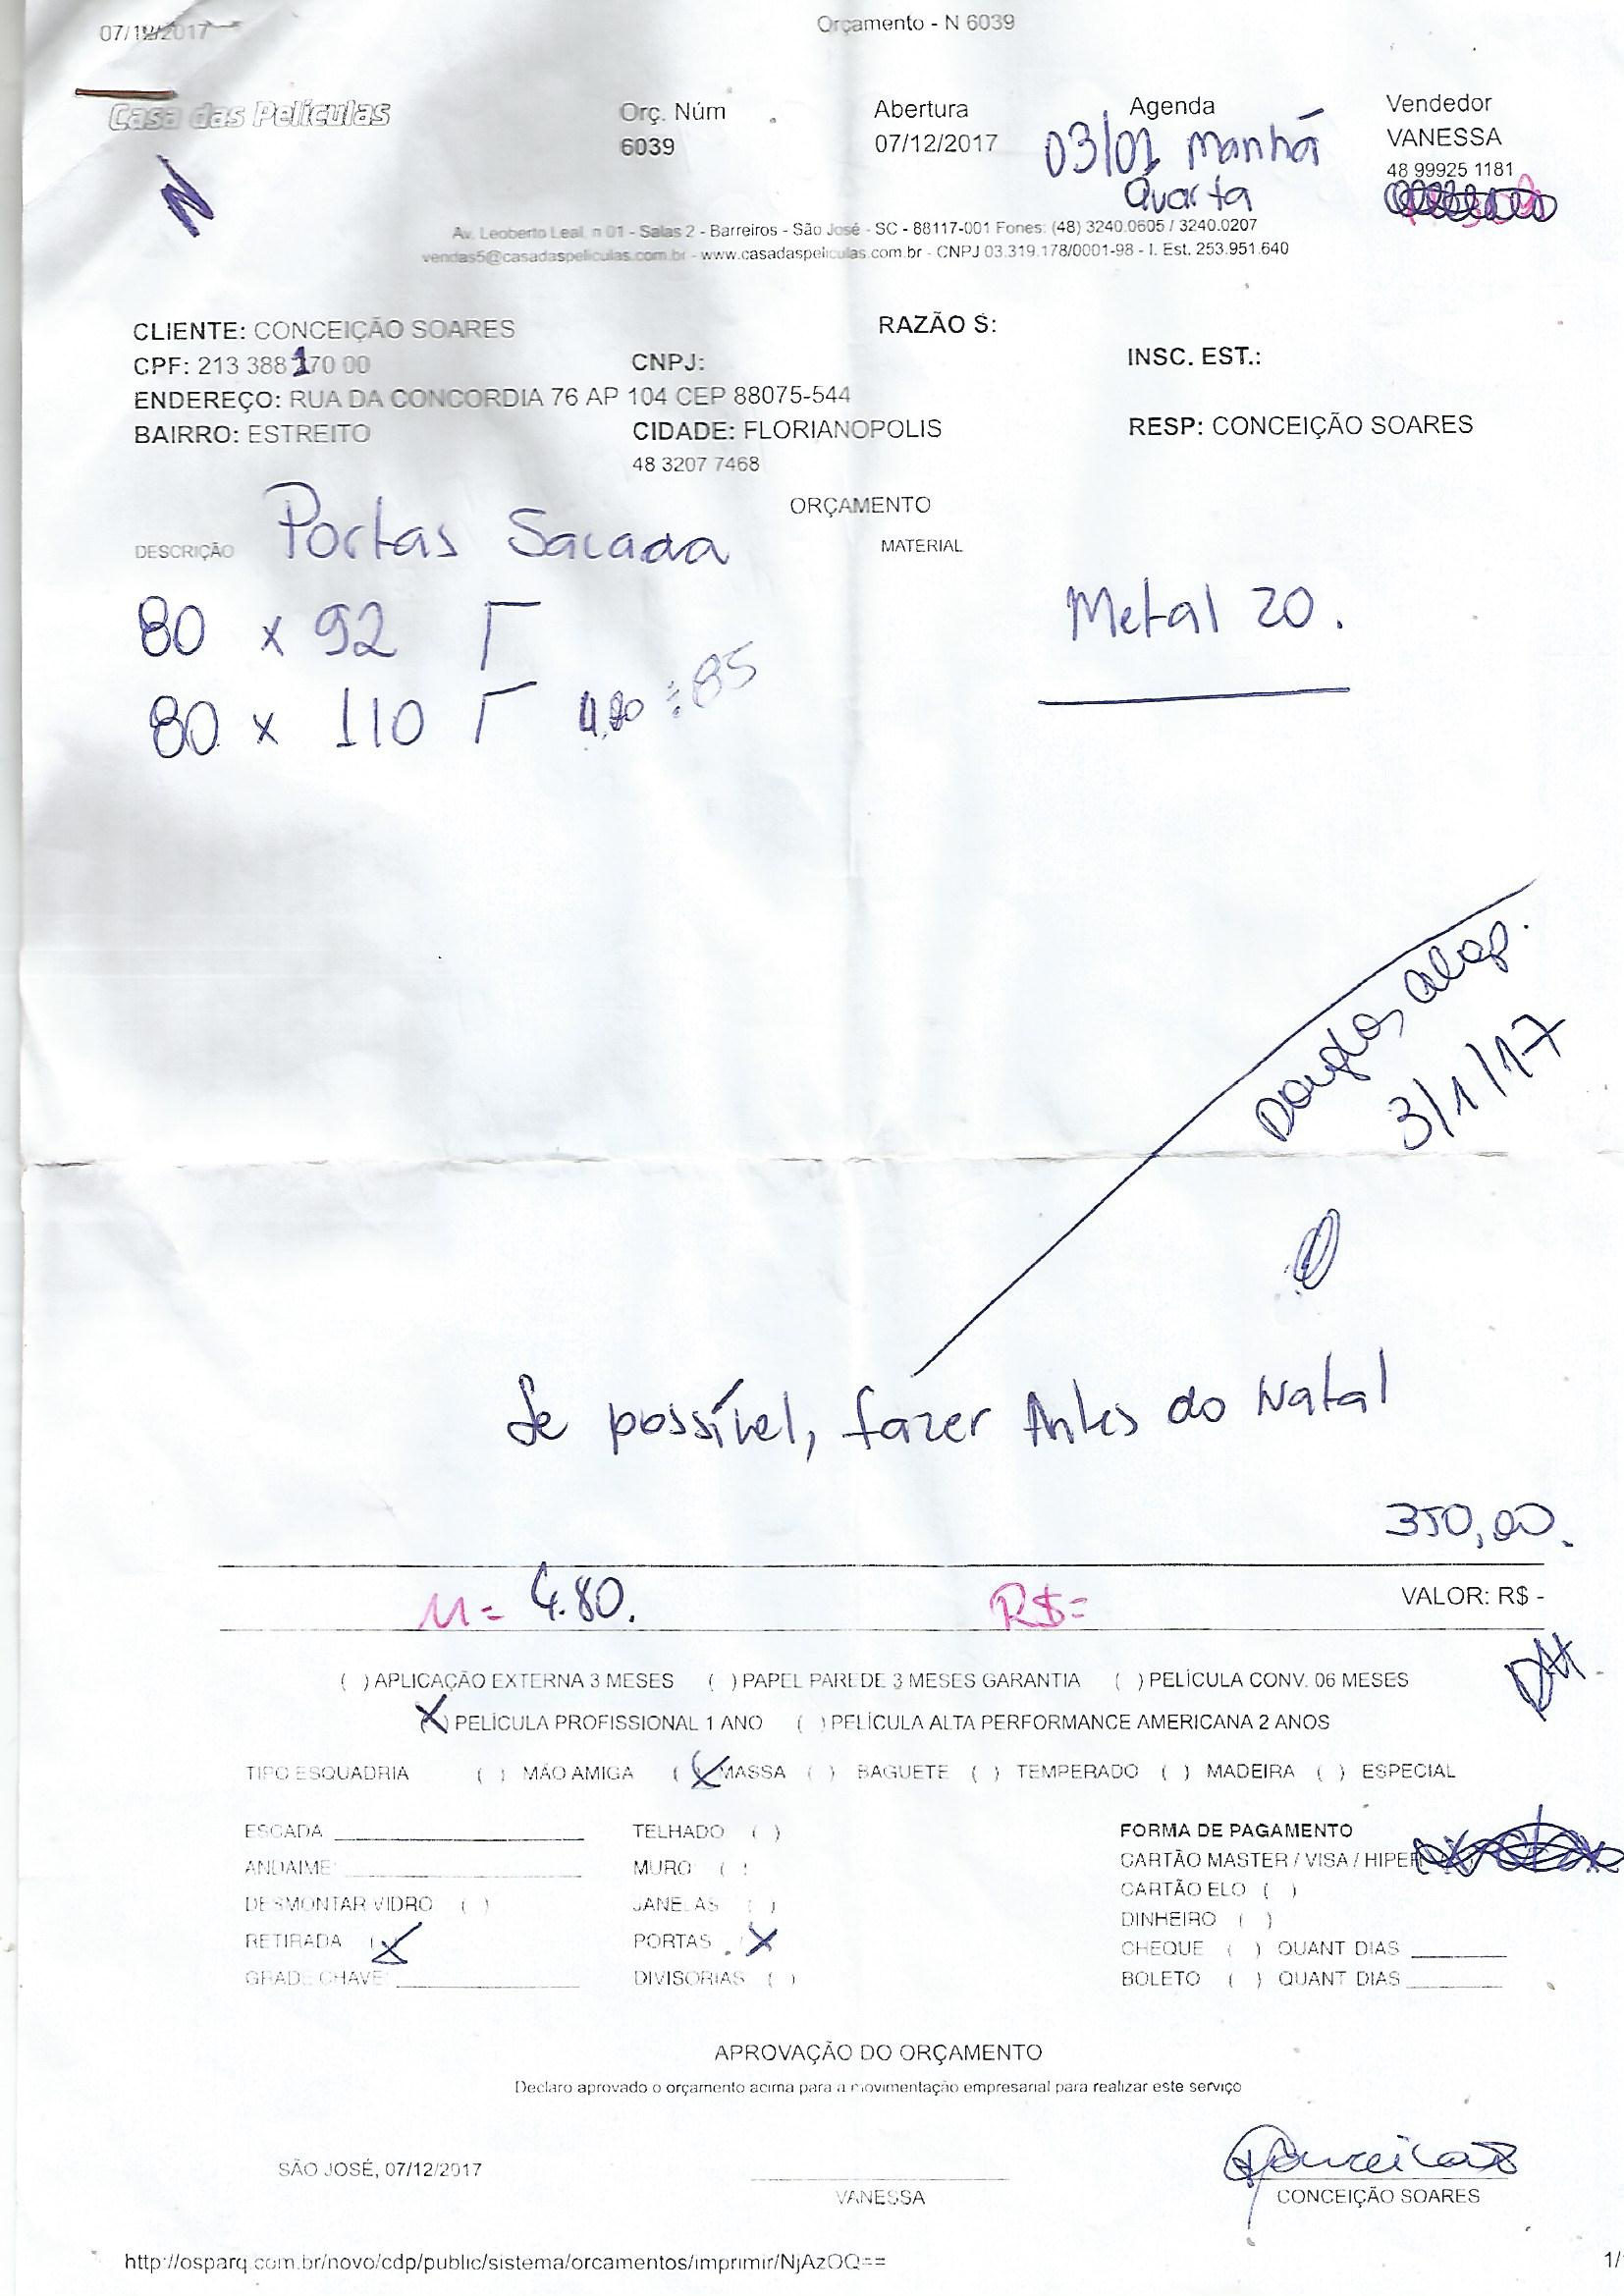 07/12/2017
Orçamento - N 6039
Casa das Películas
Orç. Núm
6039
Abertura
07/12/2017
Agenda
03/01 Manhã
Quarta
Vendedor
VANESSA
48 99925 1181
Av. Leoberto Leal, n 01 - Salas 2 - Barreiros - São José - SC - 88117-001 Fones: (48) 3240.0605 / 3240.0207
vendas5@casadaspeliculas.com.br - www.casadaspeliculas.com.br - CNPJ 03.319.178/0001-98 - I. Est. 253.951.640
CLIENTE: CONCEIÇÃO SOARES
RAZÃO S:
CPF: 213 388 170 00
CNPJ:
INSC. EST.:
ENDEREÇO: RUA DA CONCORDIA 76 AP 104 CEP 88075-544
BAIRRO: ESTREITO
CIDADE: FLORIANOPOLIS
RESP: CONCEIÇÃO SOARES
48 3207 7468
ORÇAMENTO
DESCRIÇÃO Portas Sacada
MATERIAL
80 x 92
Metal 20.
80 x 110 4,80 85
Douglas
3/1/17
Se possível, fazer Antes do Natal
350,00.
M = 4.80.
R$=
VALOR: R$ -
( ) APLICAÇÃO EXTERNA 3 MESES ( ) PAPEL PAREDE 3 MESES GARANTIA ( ) PELÍCULA CONV. 06 MESES
(X) PELÍCULA PROFISSIONAL 1 ANO ( ) PELÍCULA ALTA PERFORMANCE AMERICANA 2 ANOS
TIPO ESQUADRIA ( ) MÃO AMIGA (X) MASSA ( ) BAGUETE ( ) TEMPERADO ( ) MADEIRA ( ) ESPECIAL
ESCADA
TELHADO ( )
FORMA DE PAGAMENTO
ANDAIME
MURO ( )
CARTÃO MASTER / VISA / HIPER
DESMONTAR VIDRO ( )
JANELAS ( )
CARTÃO ELO ( )
DINHEIRO ( )
RETIRADA (X)
PORTAS X
CHEQUE ( ) QUANT DIAS
GRADE CHAVE
DIVISORIAS ( )
BOLETO ( ) QUANT DIAS
APROVAÇÃO DO ORÇAMENTO
Declaro aprovado o orçamento acima para a movimentação empresarial para realizar este serviço
SÃO JOSÉ, 07/12/2017
VANESSA
CONCEIÇÃO SOARES
http://osparq.com.br/novo/cdp/public/sistema/orcamentos/imprimir/NjAzOQ==
1/